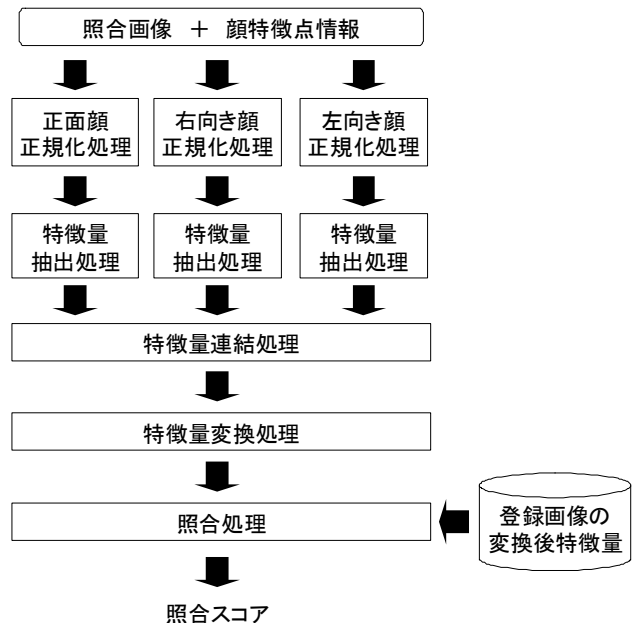 照合画像 + 顔特徴点情報
正面顔
正規化処理
右向き顔
正規化処理
左向き顔
正規化処理
特徴量
抽出処理
特徴量
抽出処理
特徴量
抽出処理
特徴量連結処理
特徴量変換処理
照合処理
登録画像の
変換後特徴量
照合スコア